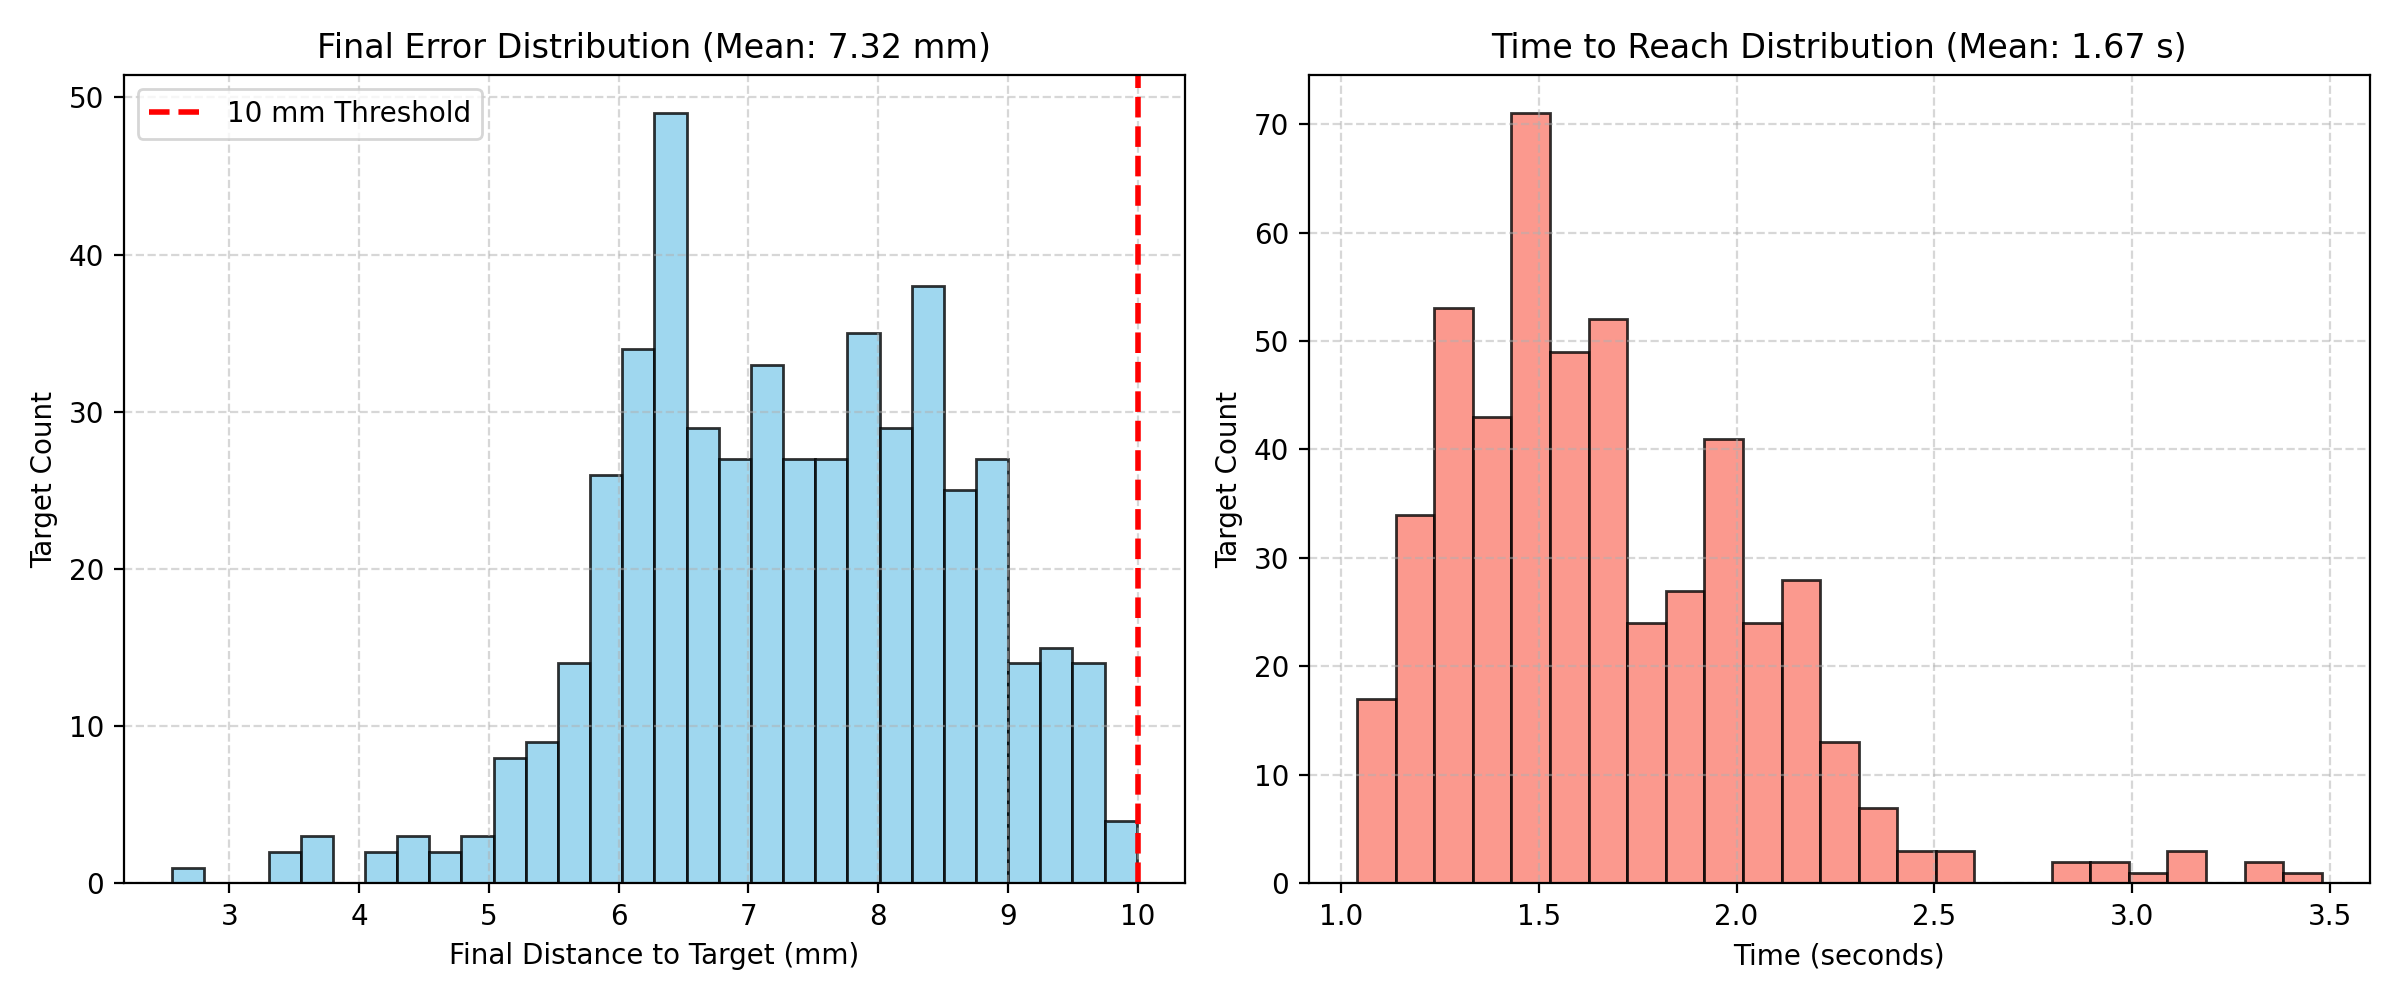 Final Error Distribution (Mean: 7.32 mm)
10 mm Threshold
50
40
30
20
10
0
Target Count
3 4 5 6 7 8 9 10
Final Distance to Target (mm)
Time to Reach Distribution (Mean: 1.67 s)
70
60
50
40
30
20
10
0
Target Count
1.0 1.5 2.0 2.5 3.0 3.5
Time (seconds)